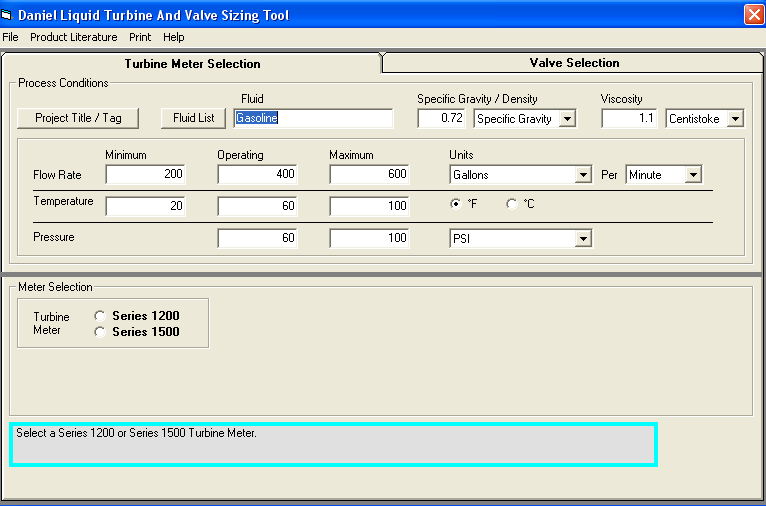 Daniel Liquid Turbine And Valve Sizing Tool
File Product Literature Print Help
Turbine Meter Selection Valve Selection
Process Conditions
Fluid Specific Gravity / Density Viscosity
Project Title / Tag Fluid List Gasoline 0.72 Specific Gravity 1.1 Centistoke
Minimum Operating Maximum Units
Flow Rate 200 400 600 Gallons Per Minute
Temperature 20 60 100 °F °C
Pressure 60 100 PSI
Meter Selection
Turbine Series 1200
Meter Series 1500
Select a Series 1200 or Series 1500 Turbine Meter.